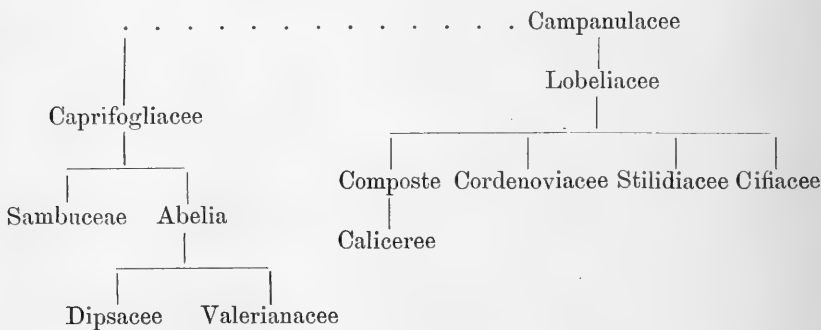 . . . . . . . . . . . . . . Campanulacee
Lobeliacee
Caprifogliacee
Composte Cordenoviacee Stilidiacee Cifiacee
Sambuceae Abelia
Caliceree
Dipsacee Valerianacee